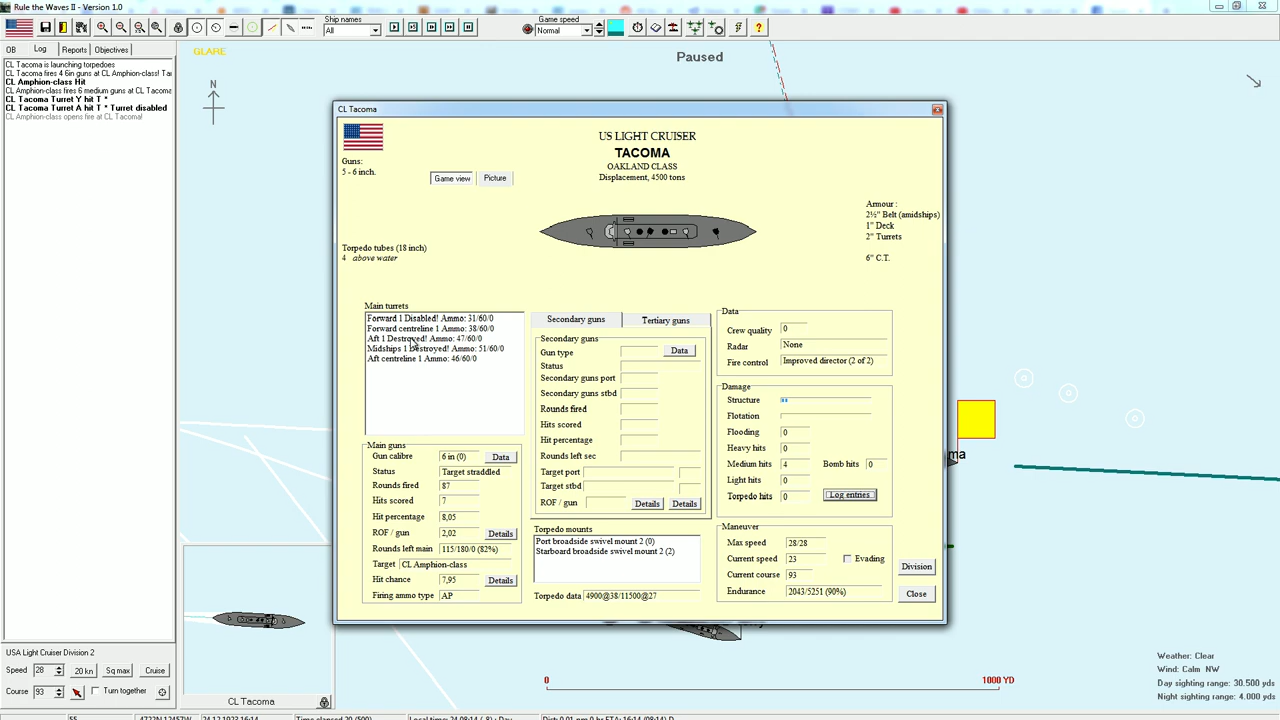 Rule the Waves II - Version 1.0
Ship names
All
Game speed
Normal
OB Log Reports Objectives
GLARE
Paused
N
CL Tacoma is launching torpedoes
CL Tacoma fires 4 6in guns at CL Amphion-class! Tar
CL Amphion-class Hit
CL Amphion-class fires 6 medium guns at CL Tacoma
CL Tacoma Turret Y hit T *
CL Tacoma Turret A hit T * Turret disabled
CL Amphion-class opens fire at CL Tacoma!
CL Tacoma
US LIGHT CRUISER
TACOMA
OAKLAND CLASS
Displacement, 4500 tons
Guns:
5 - 6 inch.
Game view Picture
Armour :
2½" Belt (amidships)
1" Deck
2" Turrets
6" C.T.
Torpedo tubes (18 inch)
4 above water
Main turrets
Forward 1 Disabled! Ammo: 31/60/0
Forward centreline 1 Ammo: 38/60/0
Aft 1 Destroyed! Ammo: 47/60/0
Midships 1 Destroyed! Ammo: 51/60/0
Aft centreline 1 Ammo: 46/60/0
Main guns
Gun calibre 6 in (0) Data
Status Target straddled
Rounds fired 87
Hits scored 7
Hit percentage 8,05
ROF / gun 2,02 Details
Rounds left main 115/180/0 (82%)
Target CL Amphion-class
Hit chance 7,95 Details
Firing ammo type AP
Secondary guns Tertiary guns
Secondary guns
Gun type Data
Status
Secondary guns port
Secondary guns stbd
Rounds fired
Hits scored
Hit percentage
Rounds left sec
Target port
Target stbd
ROF / gun Details Details
Torpedo mounts
Port broadside swivel mount 2 (0)
Starboard broadside swivel mount 2 (2)
Torpedo data 4900@38/11500@27
Data
Crew quality 0
Radar None
Fire control Improved director (2 of 2)
Damage
Structure
Flotation
Flooding 0
Heavy hits 0
Medium hits 4 Bomb hits 0
Light hits 0
Torpedo hits 0 Log entries
Maneuver
Max speed 28/28
Current speed 23 Evading
Current course 93
Endurance 2043/5251 (90%)
Division
Close
ma
0 1000 YD
Weather: Clear
Wind: Calm NW
Day sighting range: 30.500 yds
Night sighting range: 4.000 yds
USA Light Cruiser Division 2
Speed 28 20 kn Sq max Cruise
Course 93 Turn together
CL Tacoma